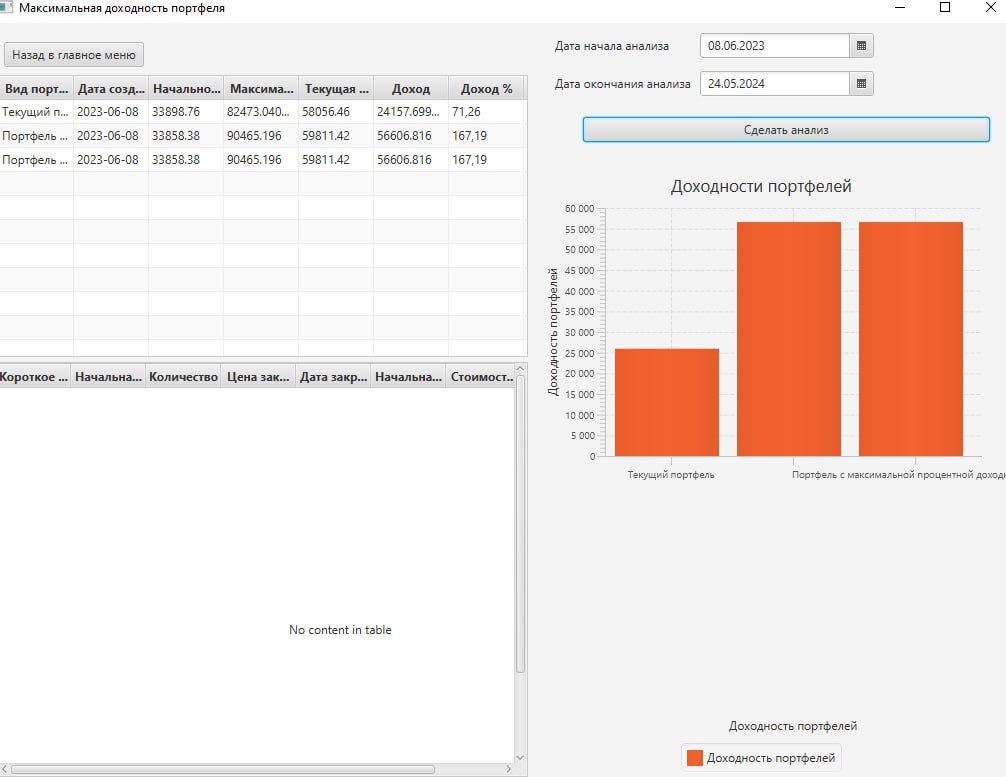 Максимальная доходность портфеля
Назад в главное меню
Дата начала анализа 08.06.2023
Дата окончания анализа 24.05.2024
Сделать анализ
Вид порт... Дата созд... Начально... Максима... Текущая ... Доход Доход %
Текущий п... 2023-06-08 33898.76 82473.040... 58056.46 24157.699... 71,26
Портфель ... 2023-06-08 33858.38 90465.196 59811.42 56606.816 167,19
Портфель ... 2023-06-08 33858.38 90465.196 59811.42 56606.816 167,19
Короткое ... Начальна... Количество Цена зак... Дата закр... Начальна... Стоимост...
No content in table
Доходности портфелей
Доходность портфелей
60 000
55 000
50 000
45 000
40 000
35 000
30 000
25 000
20 000
15 000
10 000
5 000
0
Текущий портфель
Портфель с максимальной процентной доходн
Доходность портфелей
Доходность портфелей